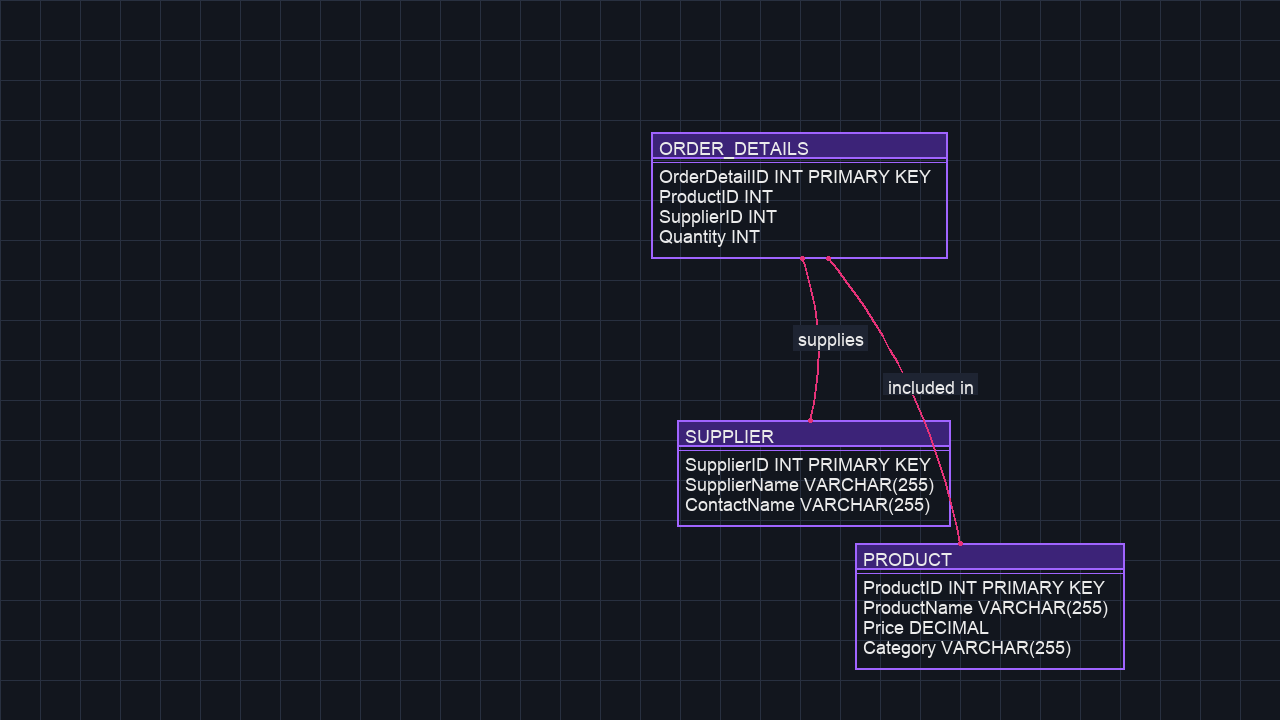 ORDER_DETAILS
OrderDetailID INT PRIMARY KEY
ProductID INT
SupplierID INT
Quantity INT
supplies
included in
SUPPLIER
SupplierID INT PRIMARY KEY
SupplierName VARCHAR(255)
ContactName VARCHAR(255)
PRODUCT
ProductID INT PRIMARY KEY
ProductName VARCHAR(255)
Price DECIMAL
Category VARCHAR(255)